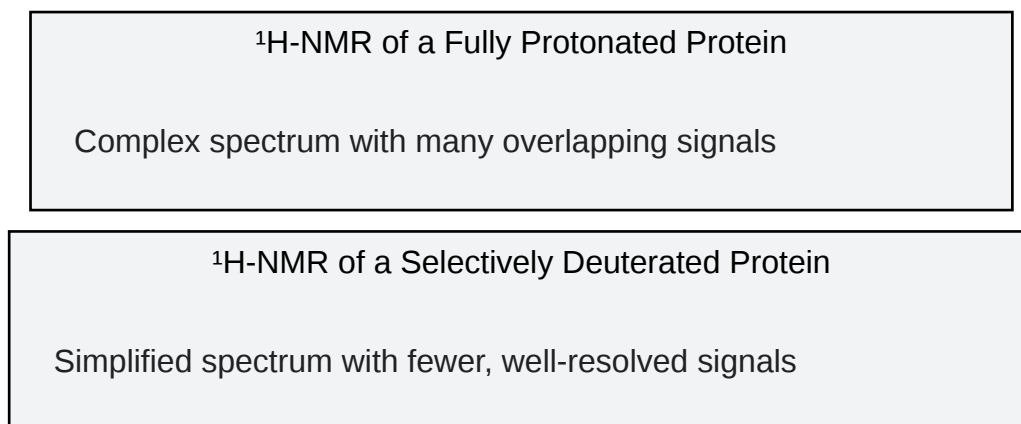 ¹H-NMR of a Fully Protonated Protein
Complex spectrum with many overlapping signals
¹H-NMR of a Selectively Deuterated Protein
Simplified spectrum with fewer, well-resolved signals